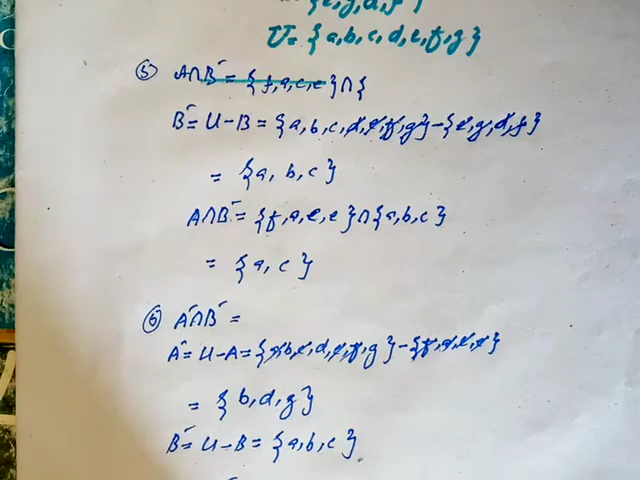 {e,g,d,f}
U = {a,b,c,d,e,f,g}
⑤ A∩B' = {f,a,c,e}∩{
B' = U-B = {a,b,c,d,e,f,g}-{e,g,d,f}
= {a, b, c}
A∩B' = {f,a,c,e}∩{a,b,c}
= {a, c}
⑥ A'∩B' =
A' = U-A = {a,b,c,d,e,f,g}-{f,a,c,e}
= {b,d,g}
B' = U-B = {a,b,c}